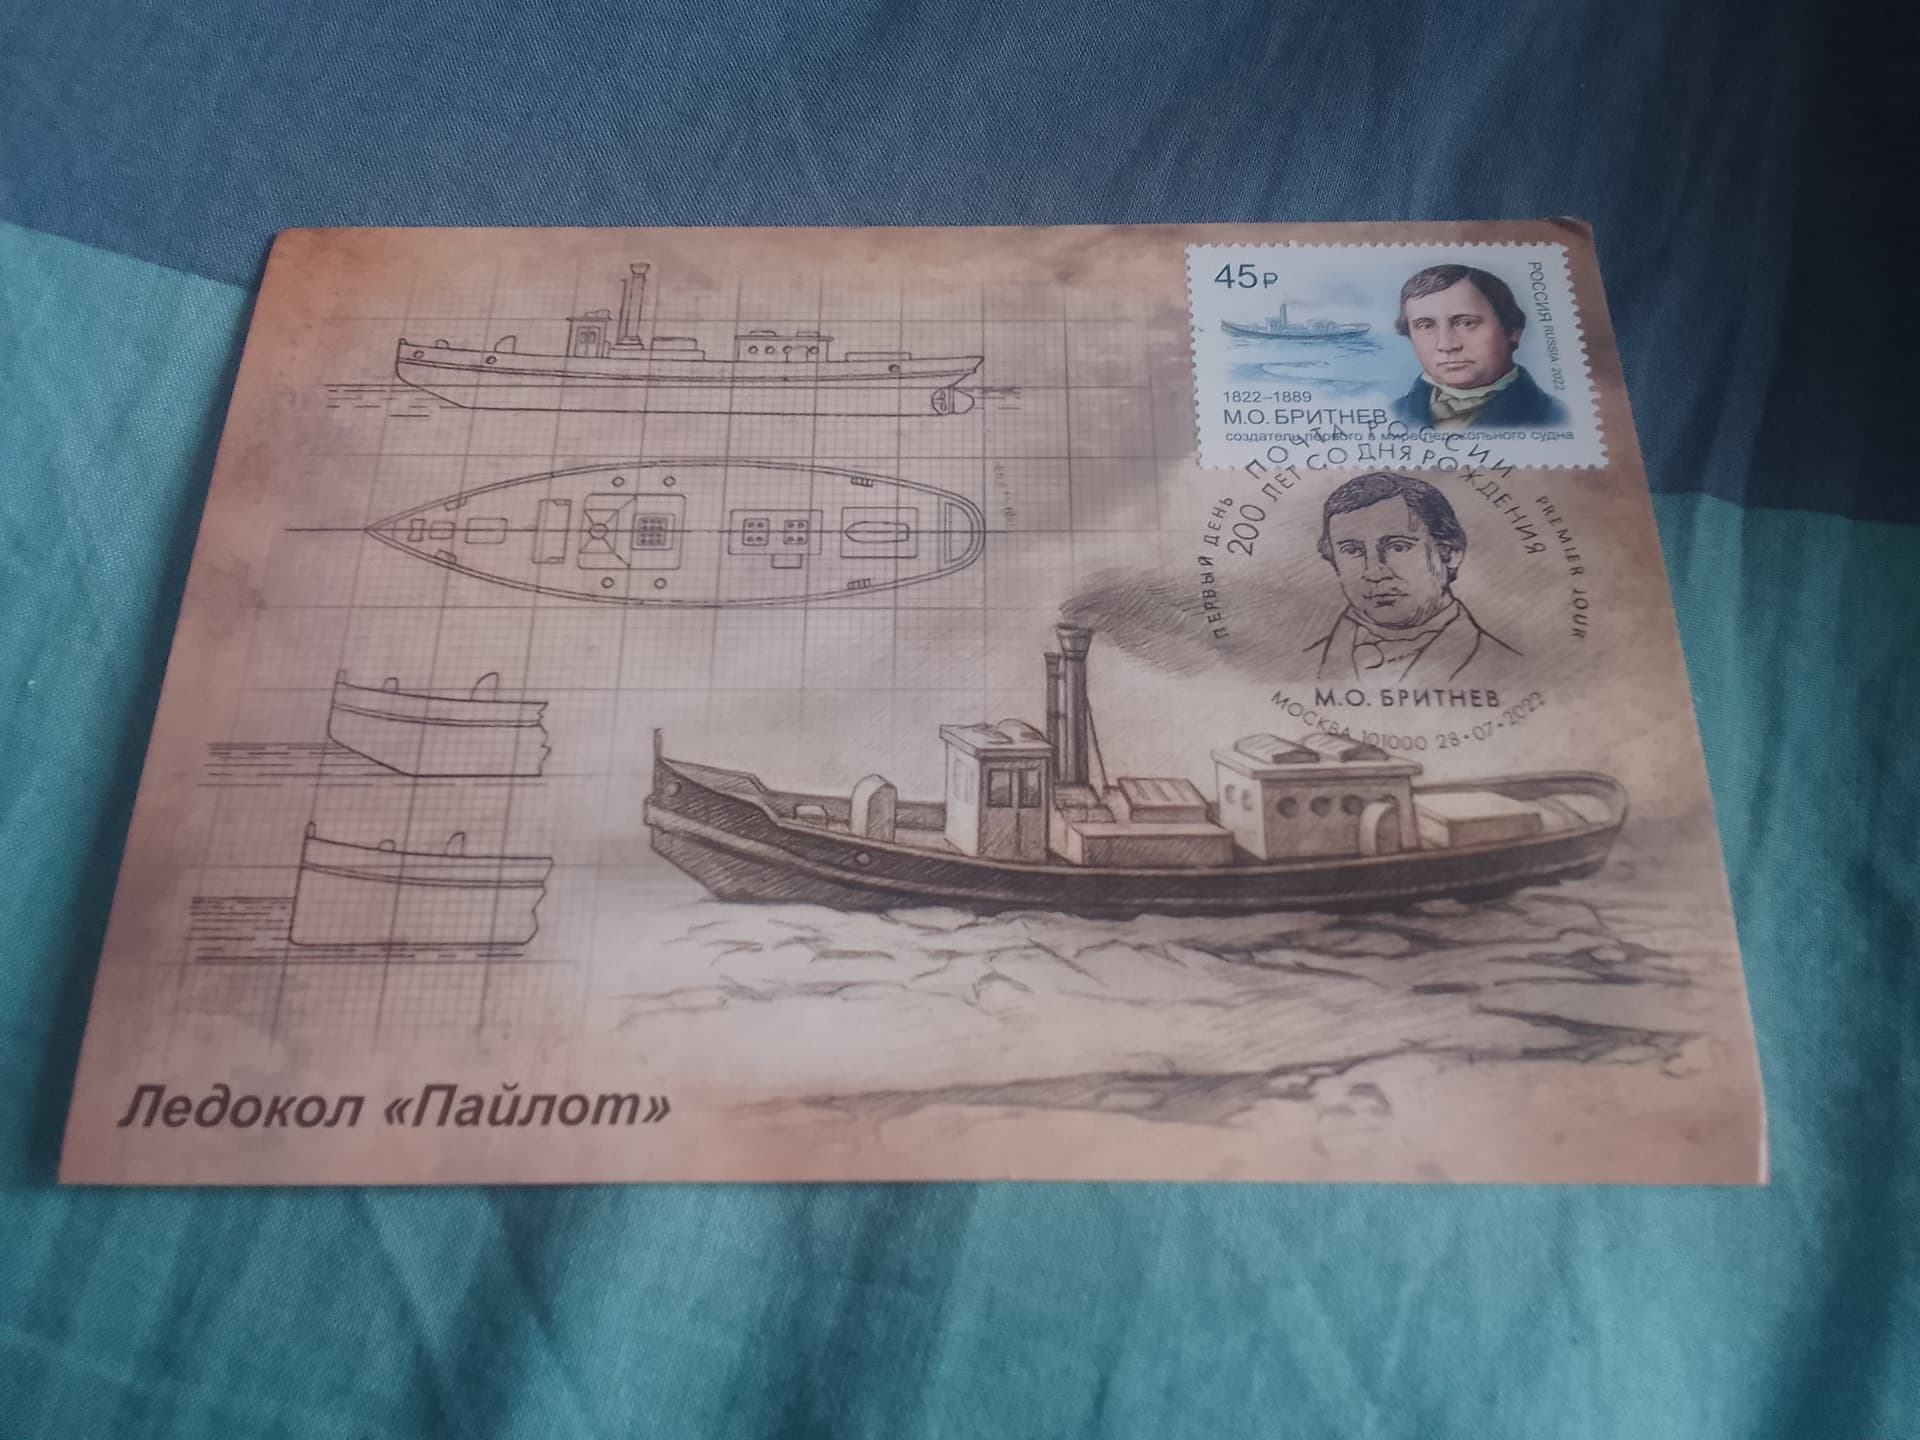 45₽
РОССИЯ RUSSIA 2022
1822–1889
М.О. БРИТНЕВ
создатель первого в мире ледокольного судна
ПОЧТА РОССИИ
200 ЛЕТ СО ДНЯ РОЖДЕНИЯ
ПЕРВЫЙ ДЕНЬ
PREMIER JOUR
М.О. БРИТНЕВ
МОСКВА 101000 28•07•2022
Ледокол «Пайлот»